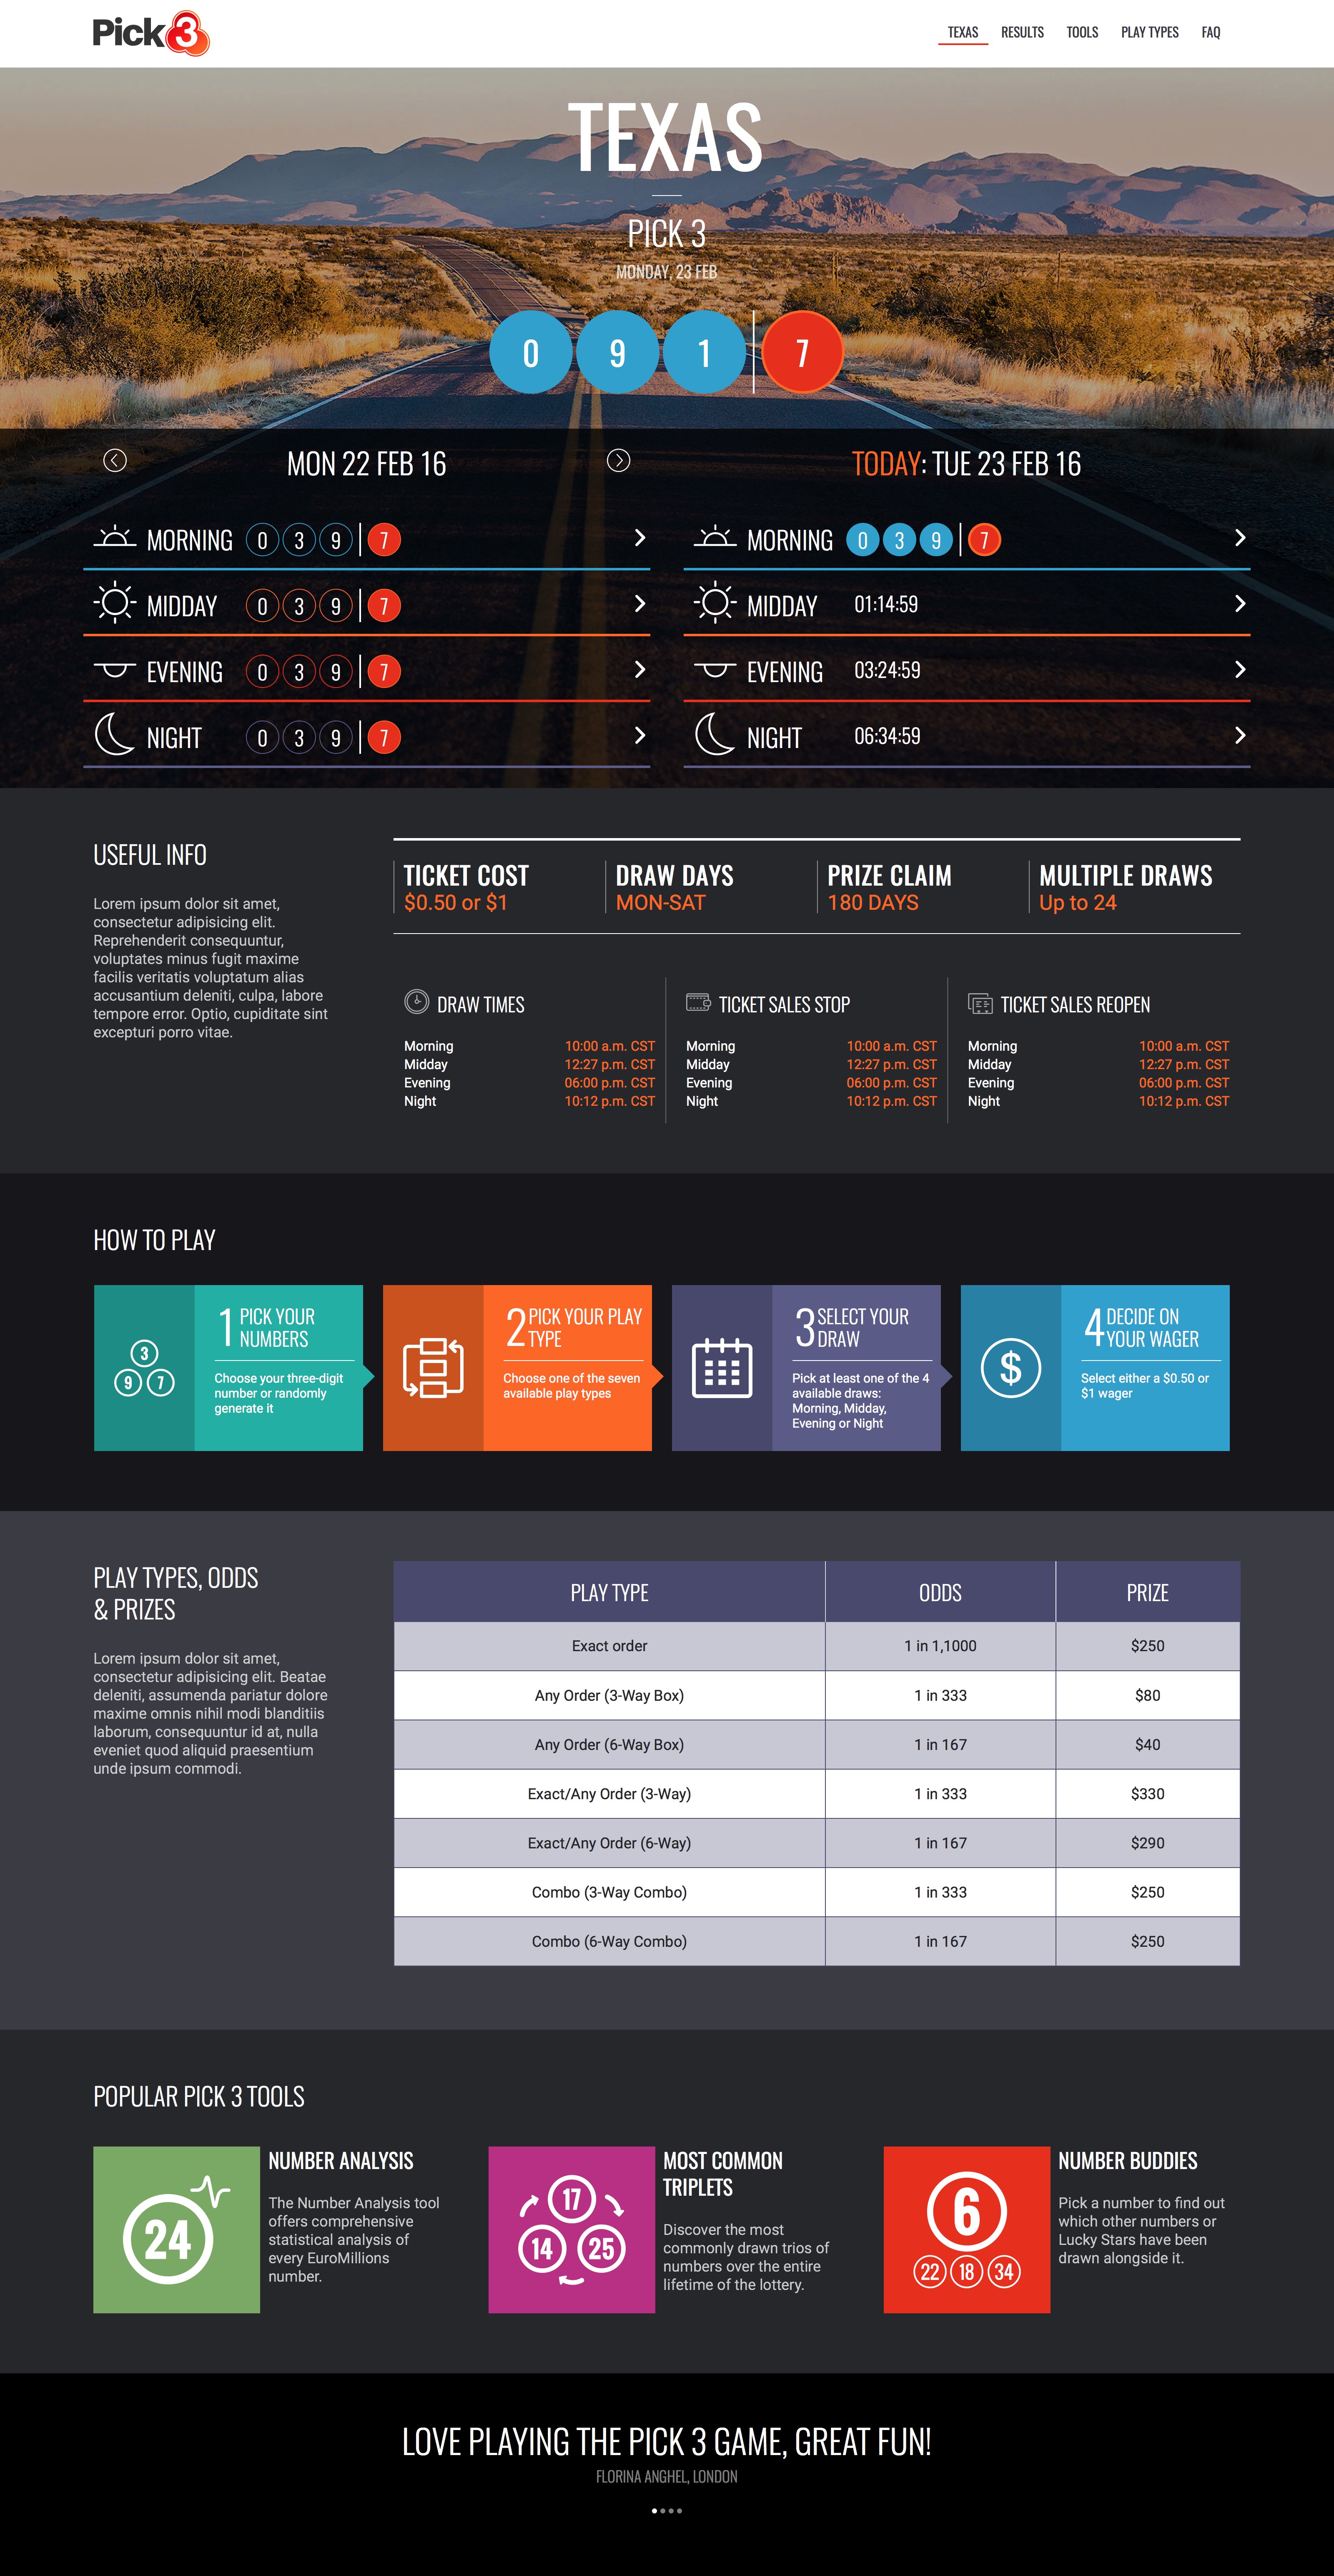 Pick3
TEXAS RESULTS TOOLS PLAY TYPES FAQ
TEXAS
PICK 3
MONDAY, 23 FEB
0 9 1 7
MON 22 FEB 16
MORNING 0 3 9 7
MIDDAY 0 3 9 7
EVENING 0 3 9 7
NIGHT 0 3 9 7
TODAY: TUE 23 FEB 16
MORNING 0 3 9 7
MIDDAY 01:14:59
EVENING 03:24:59
NIGHT 06:34:59
USEFUL INFO
Lorem ipsum dolor sit amet,
consectetur adipisicing elit.
Reprehenderit consequuntur,
voluptates minus fugit maxime
facilis veritatis voluptatum alias
accusantium deleniti, culpa, labore
tempore error. Optio, cupiditate sint
excepturi porro vitae.
TICKET COST
$0.50 or $1
DRAW DAYS
MON-SAT
PRIZE CLAIM
180 DAYS
MULTIPLE DRAWS
Up to 24
DRAW TIMES
Morning 10:00 a.m. CST
Midday 12:27 p.m. CST
Evening 06:00 p.m. CST
Night 10:12 p.m. CST
TICKET SALES STOP
Morning 10:00 a.m. CST
Midday 12:27 p.m. CST
Evening 06:00 p.m. CST
Night 10:12 p.m. CST
TICKET SALES REOPEN
Morning 10:00 a.m. CST
Midday 12:27 p.m. CST
Evening 06:00 p.m. CST
Night 10:12 p.m. CST
HOW TO PLAY
3
9 7
1 PICK YOUR
NUMBERS
Choose your three-digit
number or randomly
generate it
2 PICK YOUR PLAY
TYPE
Choose one of the seven
available play types
3 SELECT YOUR
DRAW
Pick at least one of the 4
available draws:
Morning, Midday,
Evening or Night
$
4 DECIDE ON
YOUR WAGER
Select either a $0.50 or
$1 wager
PLAY TYPES, ODDS
& PRIZES
Lorem ipsum dolor sit amet,
consectetur adipisicing elit. Beatae
deleniti, assumenda pariatur dolore
maxime omnis nihil modi blanditiis
laborum, consequuntur id at, nulla
eveniet quod aliquid praesentium
unde ipsum commodi.
PLAY TYPE ODDS PRIZE
Exact order 1 in 1,1000 $250
Any Order (3-Way Box) 1 in 333 $80
Any Order (6-Way Box) 1 in 167 $40
Exact/Any Order (3-Way) 1 in 333 $330
Exact/Any Order (6-Way) 1 in 167 $290
Combo (3-Way Combo) 1 in 333 $250
Combo (6-Way Combo) 1 in 167 $250
POPULAR PICK 3 TOOLS
24
NUMBER ANALYSIS
The Number Analysis tool
offers comprehensive
statistical analysis of
every EuroMillions
number.
17
14 25
MOST COMMON
TRIPLETS
Discover the most
commonly drawn trios of
numbers over the entire
lifetime of the lottery.
6
22 18 34
NUMBER BUDDIES
Pick a number to find out
which other numbers or
Lucky Stars have been
drawn alongside it.
LOVE PLAYING THE PICK 3 GAME, GREAT FUN!
FLORINA ANGHEL, LONDON